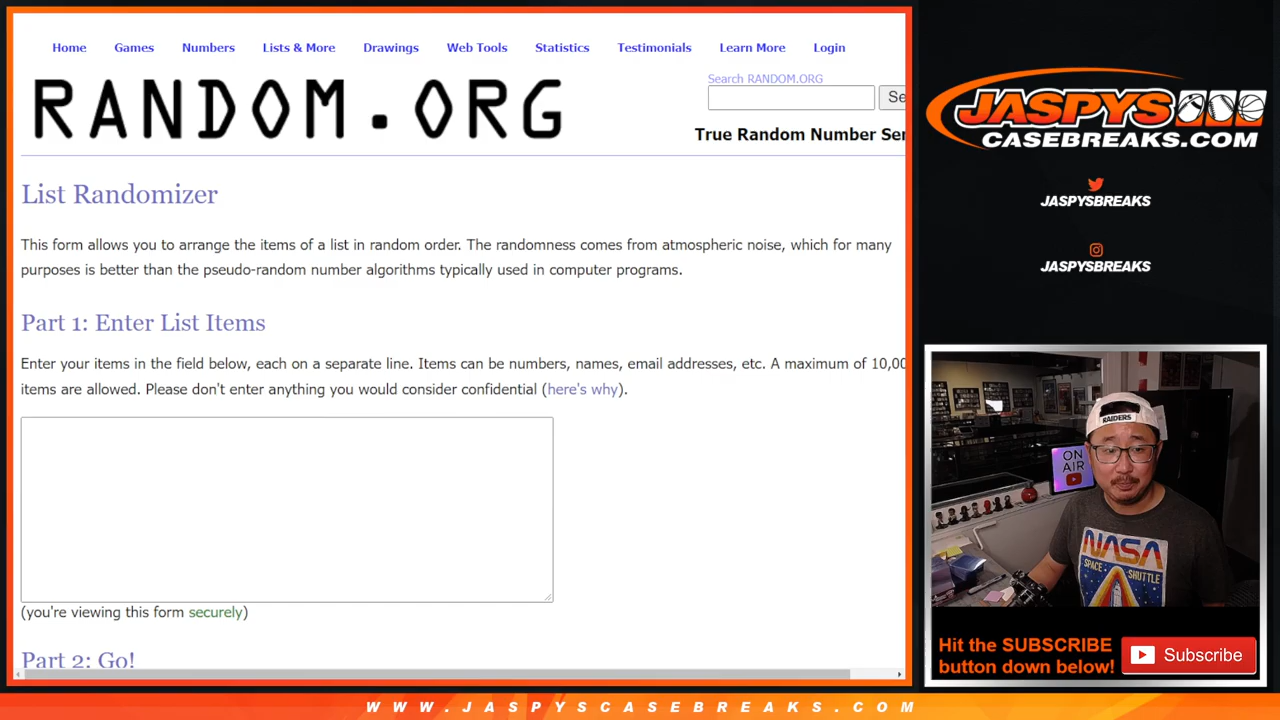 Home Games Numbers Lists & More Drawings Web Tools Statistics Testimonials Learn More Login
RANDOM.ORG
Search RANDOM.ORG
Se
True Random Number Ser
List Randomizer
This form allows you to arrange the items of a list in random order. The randomness comes from atmospheric noise, which for many
purposes is better than the pseudo-random number algorithms typically used in computer programs.
Part 1: Enter List Items
Enter your items in the field below, each on a separate line. Items can be numbers, names, email addresses, etc. A maximum of 10,00
items are allowed. Please don't enter anything you would consider confidential (here's why).
(you're viewing this form securely)
Part 2: Go!
JASPYS
CASEBREAKS.COM
JASPYSBREAKS
JASPYSBREAKS
RAIDERS
ON
AIR
NASA
SPACE SHUTTLE
Hit the SUBSCRIBE
button down below!
Subscribe
WWW.JASPYSCASEBREAKS.COM